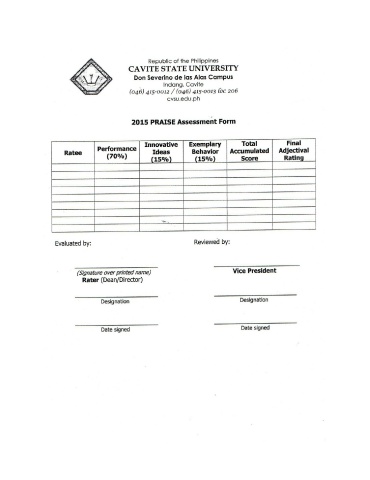 Republic of the Philippines
CAVITE STATE UNIVERSITY
Don Severino de las Alas Campus
Indang, Cavite
(046) 415-0012 / (046) 415-0013 loc 206
cvsu.edu.ph
2015 PRAISE Assessment Form
Ratee
Performance
(70%)
Innovative
Ideas
(15%)
Exemplary
Behavior
(15%)
Total
Accumulated
Score
Final
Adjectival
Rating
Evaluated by:
Reviewed by:
(Signature over printed name)
Rater (Dean/Director)
Vice President
Designation
Designation
Date signed
Date signed